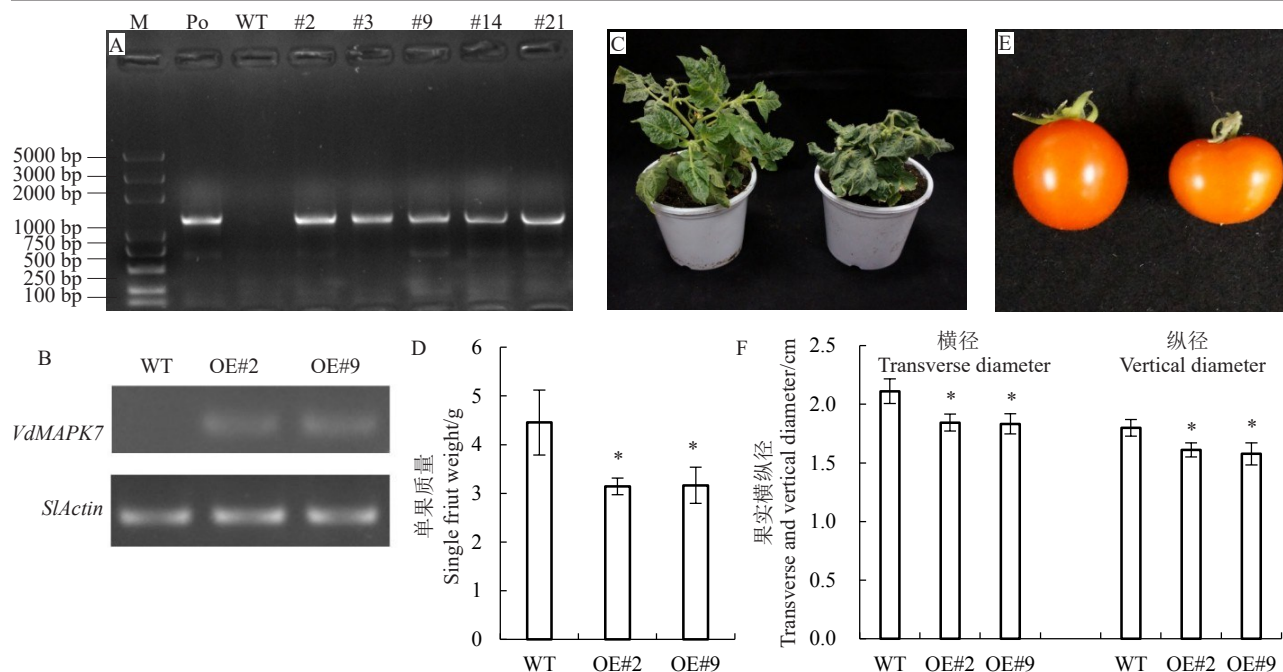 M Po WT #2 #3 #9 #14 #21
A
5000 bp
3000 bp
2000 bp
1000 bp
750 bp
500 bp
250 bp
100 bp
C
E
B
WT OE#2 OE#9
VdMAPK7
SlActin
D
单果质量
Single friut weight/g
6
5
4
3
2
1
0
* *
WT OE#2 OE#9
F
果实横纵径
Transverse and vertical diameter/cm
2.5
2.0
1.5
1.0
0.5
0.0
横径
Transverse diameter
纵径
Vertical diameter
* * * *
WT OE#2 OE#9 WT OE#2 OE#9